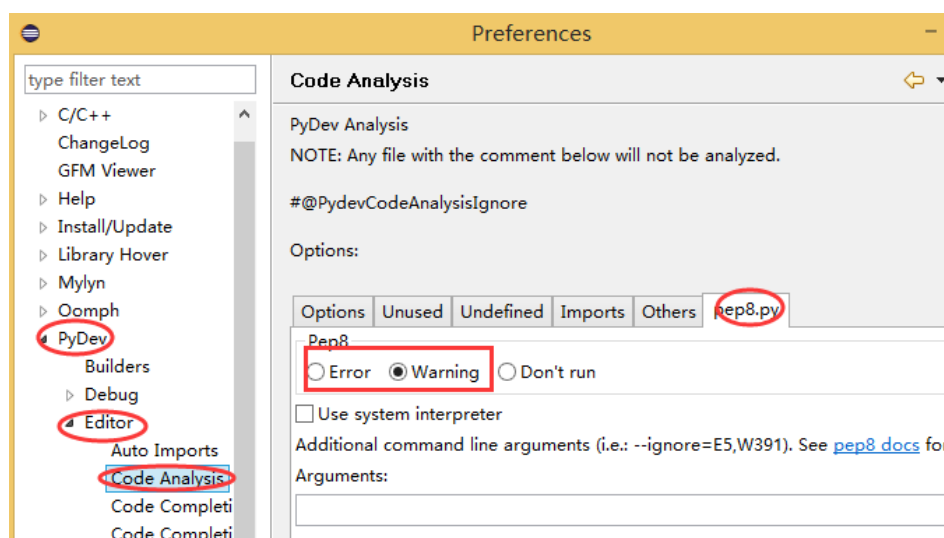 Preferences
type filter text
C/C++
ChangeLog
GFM Viewer
Help
Install/Update
Library Hover
Mylyn
Oomph
PyDev
Builders
Debug
Editor
Auto Imports
Code Analysis
Code Completi
Code Completi
Code Analysis
PyDev Analysis
NOTE: Any file with the comment below will not be analyzed.
#@PydevCodeAnalysisIgnore
Options:
Options Unused Undefined Imports Others pep8.py
Pep8
Error Warning Don't run
Use system interpreter
Additional command line arguments (i.e.: --ignore=E5,W391). See pep8 docs for
Arguments: